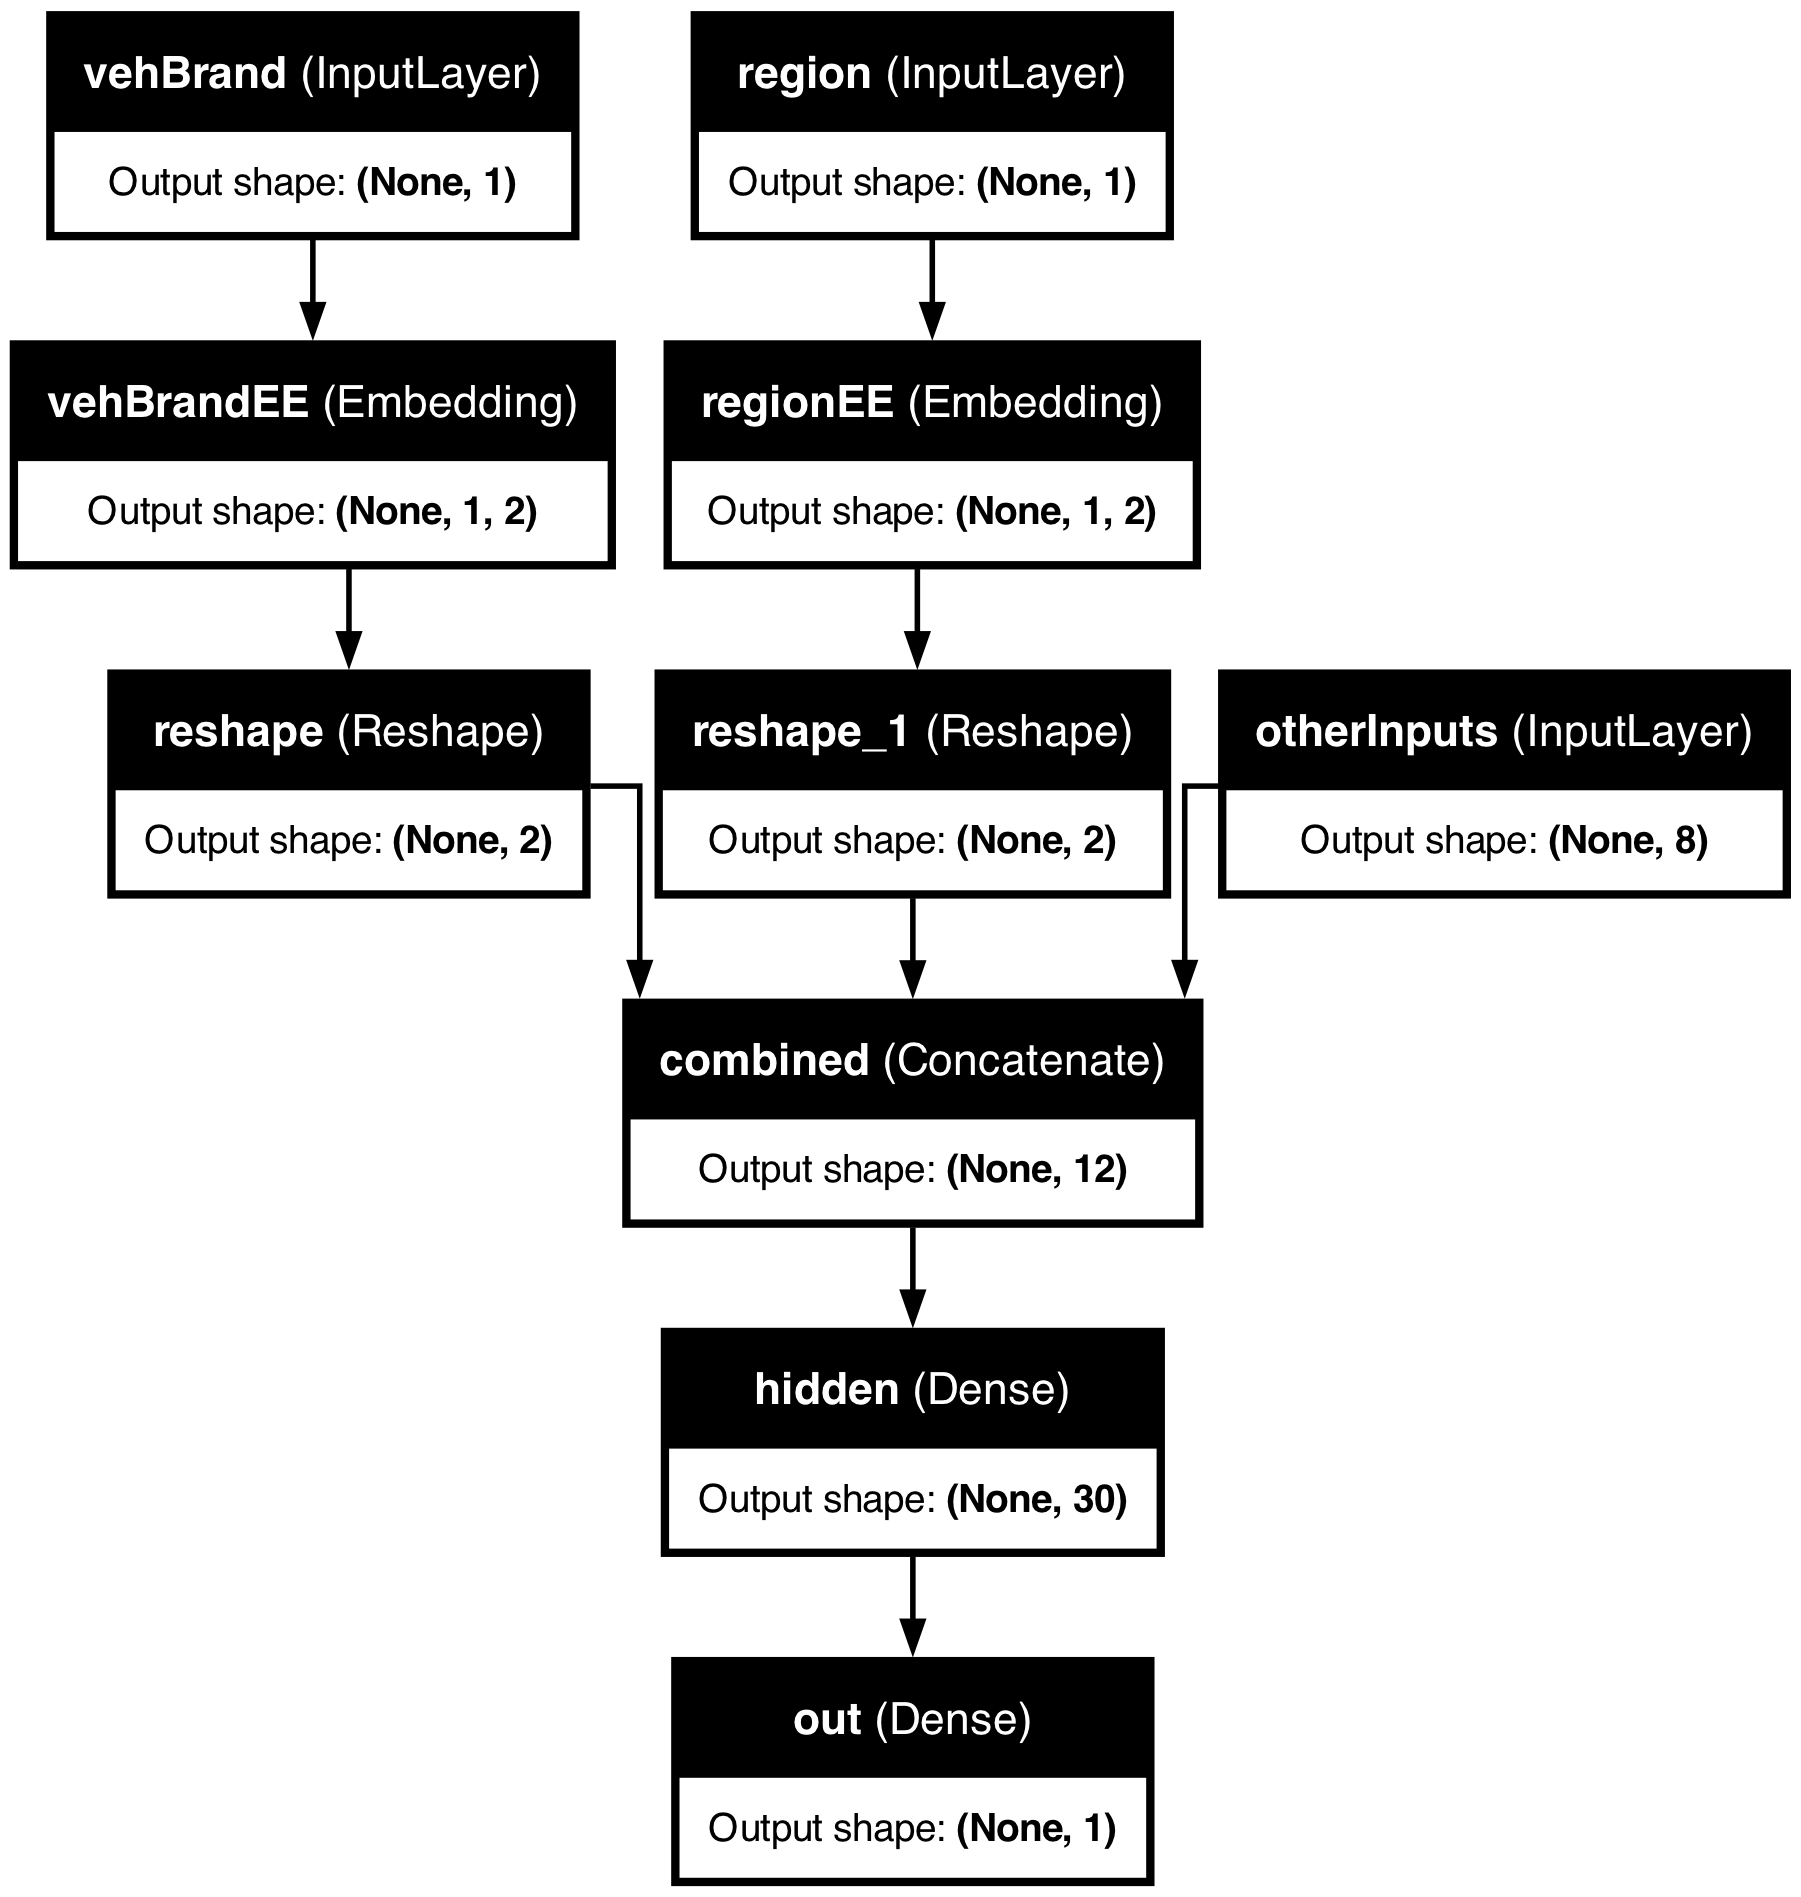 vehBrand (InputLayer)
Output shape: (None, 1)
region (InputLayer)
Output shape: (None, 1)
vehBrandEE (Embedding)
Output shape: (None, 1, 2)
regionEE (Embedding)
Output shape: (None, 1, 2)
reshape (Reshape)
Output shape: (None, 2)
reshape_1 (Reshape)
Output shape: (None, 2)
otherInputs (InputLayer)
Output shape: (None, 8)
combined (Concatenate)
Output shape: (None, 12)
hidden (Dense)
Output shape: (None, 30)
out (Dense)
Output shape: (None, 1)